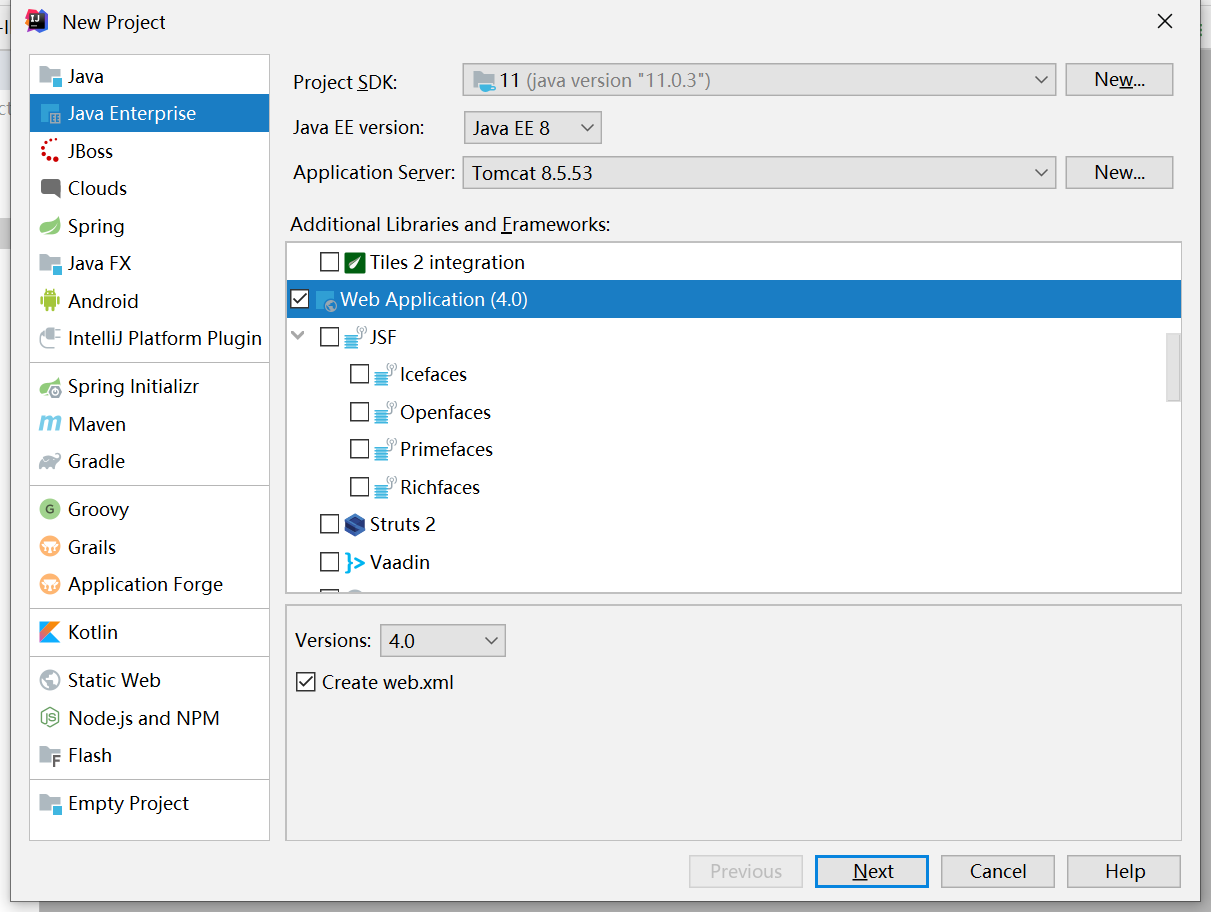 New Project
Java
Java Enterprise
JBoss
Clouds
Spring
Java FX
Android
IntelliJ Platform Plugin
Spring Initializr
Maven
Gradle
Groovy
Grails
Application Forge
Kotlin
Static Web
Node.js and NPM
Flash
Empty Project
Project SDK: 11 (java version "11.0.3") New...
Java EE version: Java EE 8
Application Server: Tomcat 8.5.53 New...
Additional Libraries and Frameworks:
Tiles 2 integration
Web Application (4.0)
JSF
Icefaces
Openfaces
Primefaces
Richfaces
Struts 2
Vaadin
Versions: 4.0
Create web.xml
Previous Next Cancel Help